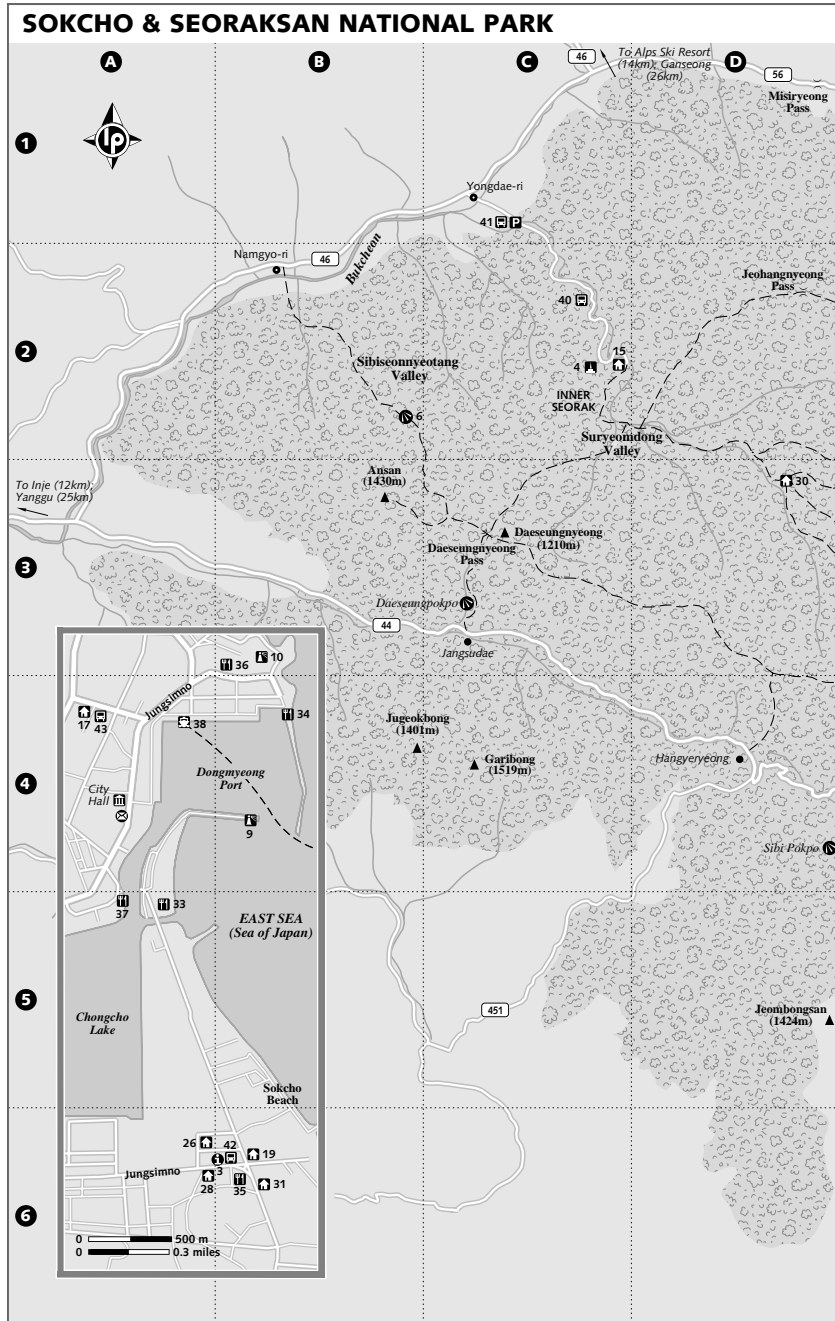 SOKCHO & SEORAKSAN NATIONAL PARK
A
B
C
D
To Alps Ski Resort
(14km); Ganseong
(26km)
46
56
Misiryeong
Pass
lp
1
Yongdae-ri
41
P
Namgyo-ri
46
Bukcheon
Jeohangnyeong
Pass
40
2
Sibiseonnyeotang
Valley
4
15
INNER
SEORAK
6
Suryeomdong
Valley
Ansan
(1430m)
30
To Inje (12km);
Yanggu (25km)
Daeseungnyeong
(1210m)
Daeseungnyeong
Pass
3
Daeseungpokpo
44
Jangsudae
36
10
Jungsimno
17
43
38
34
Jugeokbong
(1401m)
Garibong
(1519m)
Hangyeryeong
Dongmyeong
Port
4
City
Hall
9
Sibi Pokpo
37
33
EAST SEA
(Sea of Japan)
5
451
Chongcho
Lake
Jeombongsan
(1424m)
Sokcho
Beach
26
42
19
3
Jungsimno
28
35
31
6
0
500 m
0
0.3 miles